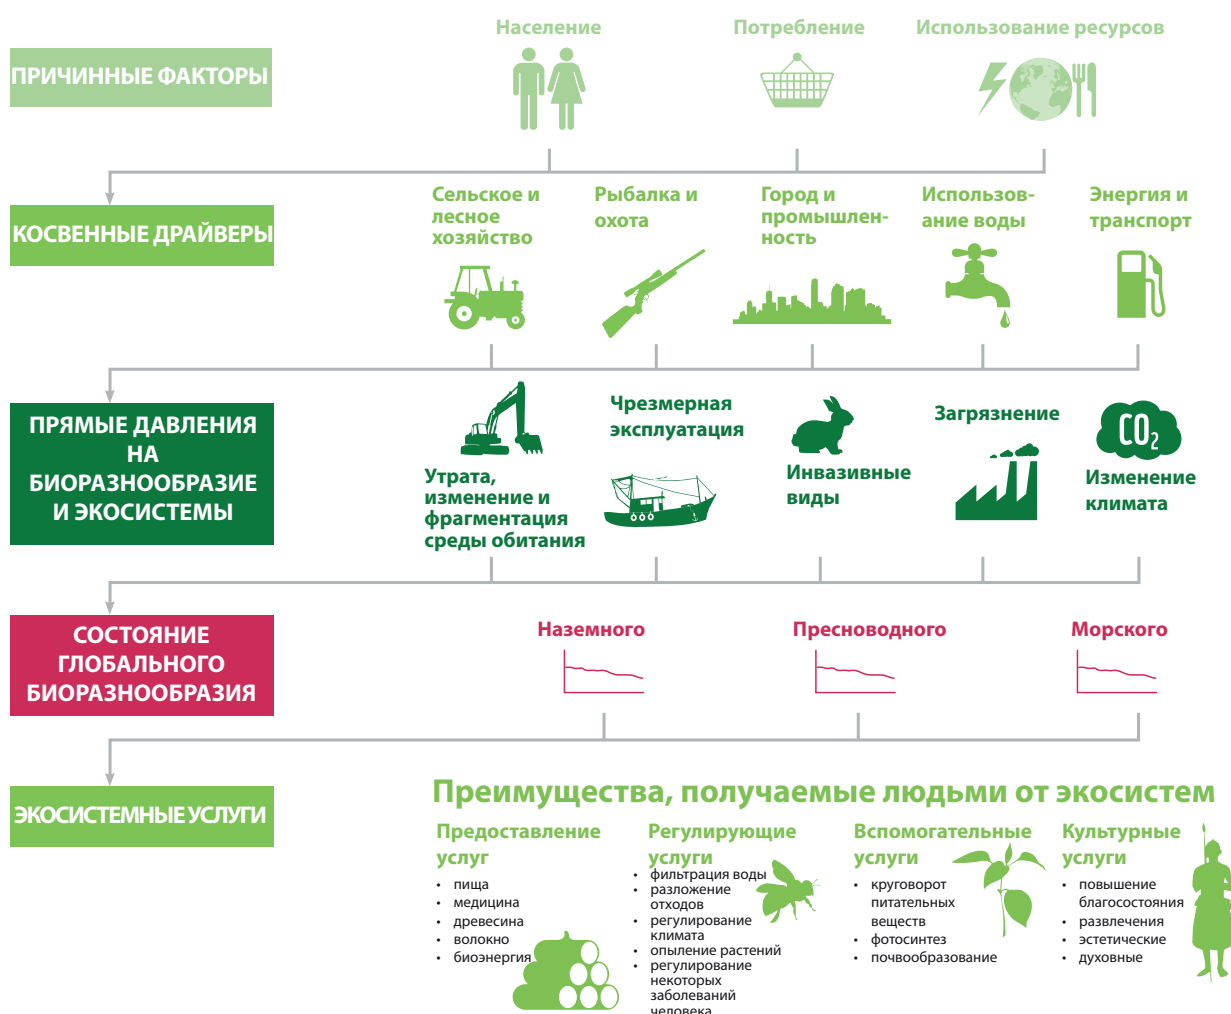 Население
Потребление
Использование ресурсов
ПРИЧИННЫЕ ФАКТОРЫ
Сельское и
лесное
хозяйство
Рыбалка и
охота
Город и
промышлен-
ность
Использов-
ание воды
Энергия и
транспорт
КОСВЕННЫЕ ДРАЙВЕРЫ
ПРЯМЫЕ ДАВЛЕНИЯ
НА
БИОРАЗНООБРАЗИЕ
И ЭКОСИСТЕМЫ
Утрата,
изменение и
фрагментация
среды обитания
Чрезмерная
эксплуатация
Инвазивные
виды
Загрязнение
CO2
Изменение
климата
СОСТОЯНИЕ
ГЛОБАЛЬНОГО
БИОРАЗНООБРАЗИЯ
Наземного
Пресноводного
Морского
ЭКОСИСТЕМНЫЕ УСЛУГИ
Преимущества, получаемые людьми от экосистем
Предоставление
услуг
• пища
• медицина
• древесина
• волокно
• биоэнергия
Регулирующие
услуги
• фильтрация воды
• разложение
отходов
• регулирование
климата
• опыление растений
• регулирование
некоторых
заболеваний
человека
Вспомогательные
услуги
• круговорот
питательных
веществ
• фотосинтез
• почвообразование
Культурные
услуги
• повышение
благосостояния
• развлечения
• эстетические
• духовные